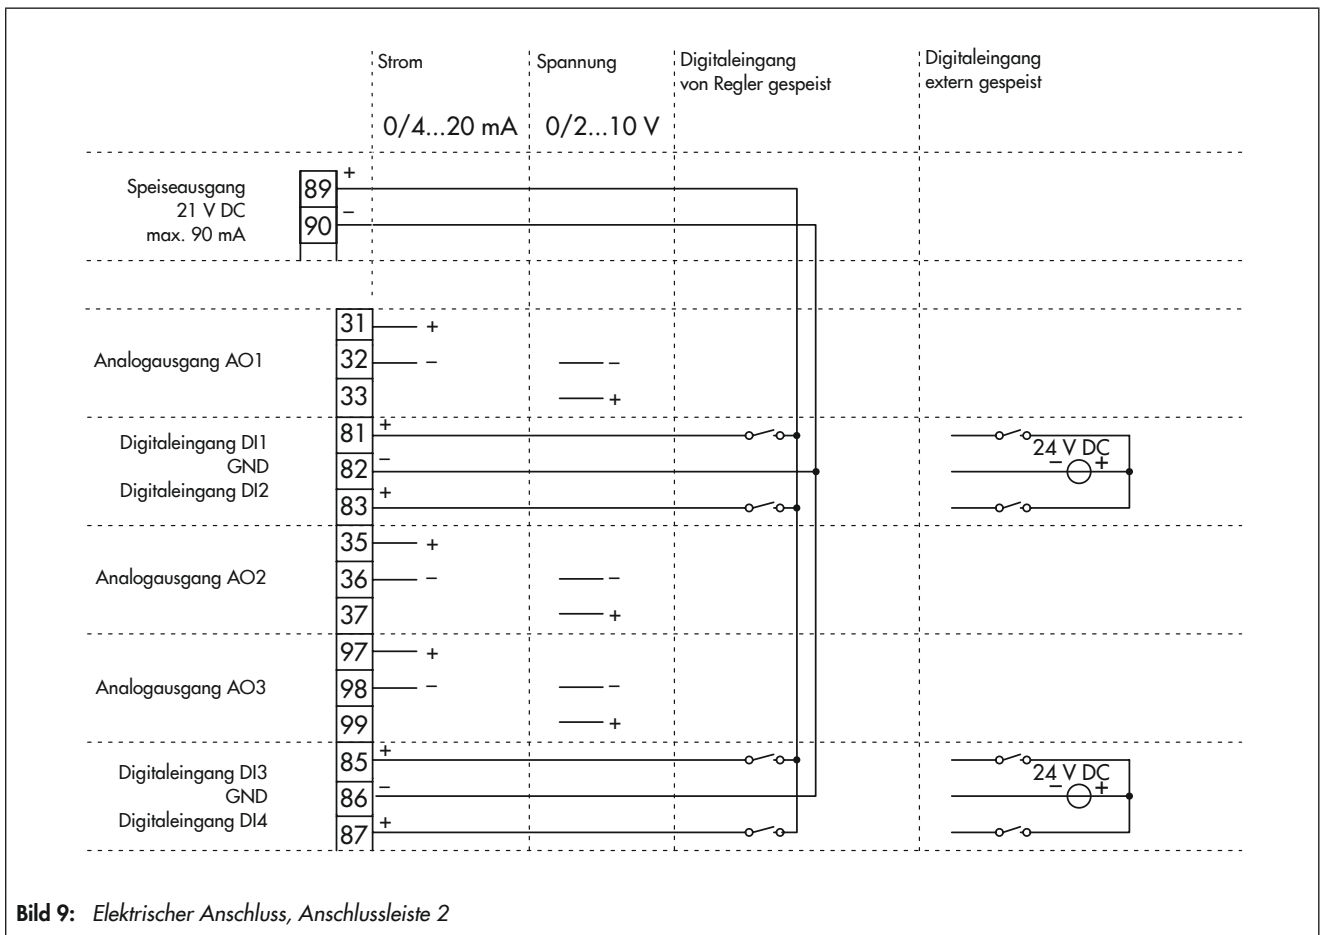 Strom
Spannung
Digitaleingang
von Regler gespeist
Digitaleingang
extern gespeist
0/4...20 mA
0/2...10 V
Speiseausgang
21 V DC
max. 90 mA
89 +
90 –
31 +
Analogausgang AO1
32 – –
33 +
Digitaleingang DI1
GND
Digitaleingang DI2
81 +
82 –
83 +
24 V DC
– +
35 +
Analogausgang AO2
36 – –
37 +
97 +
Analogausgang AO3
98 – –
99 +
Digitaleingang DI3
GND
Digitaleingang DI4
85 +
86 –
87 +
24 V DC
– +
Bild 9: Elektrischer Anschluss, Anschlussleiste 2